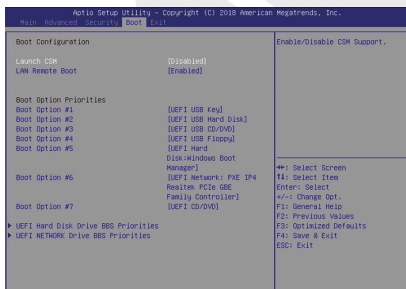 Aptio Setup Utility – Copyright (C) 2018 American Megatrends, Inc.
Main Advanced Security Boot Exit
Boot Configuration
Launch CSM [Disabled]
LAN Remote Boot [Enabled]
Boot Option Priorities
Boot Option #1 [UEFI USB Key]
Boot Option #2 [UEFI USB Hard Disk]
Boot Option #3 [UEFI USB CD/DVD]
Boot Option #4 [UEFI USB Floppy]
Boot Option #5 [UEFI Hard
Disk:Windows Boot
Manager]
Boot Option #6 [UEFI Network: PXE IP4
Realtek PCIe GBE
Family Controller]
Boot Option #7 [UEFI CD/DVD]
UEFI Hard Disk Drive BBS Priorities
UEFI NETWORK Drive BBS Priorities
Enable/Disable CSM Support.
→←: Select Screen
↑↓: Select Item
Enter: Select
+/-: Change Opt.
F1: General Help
F2: Previous Values
F3: Optimized Defaults
F4: Save & Exit
ESC: Exit